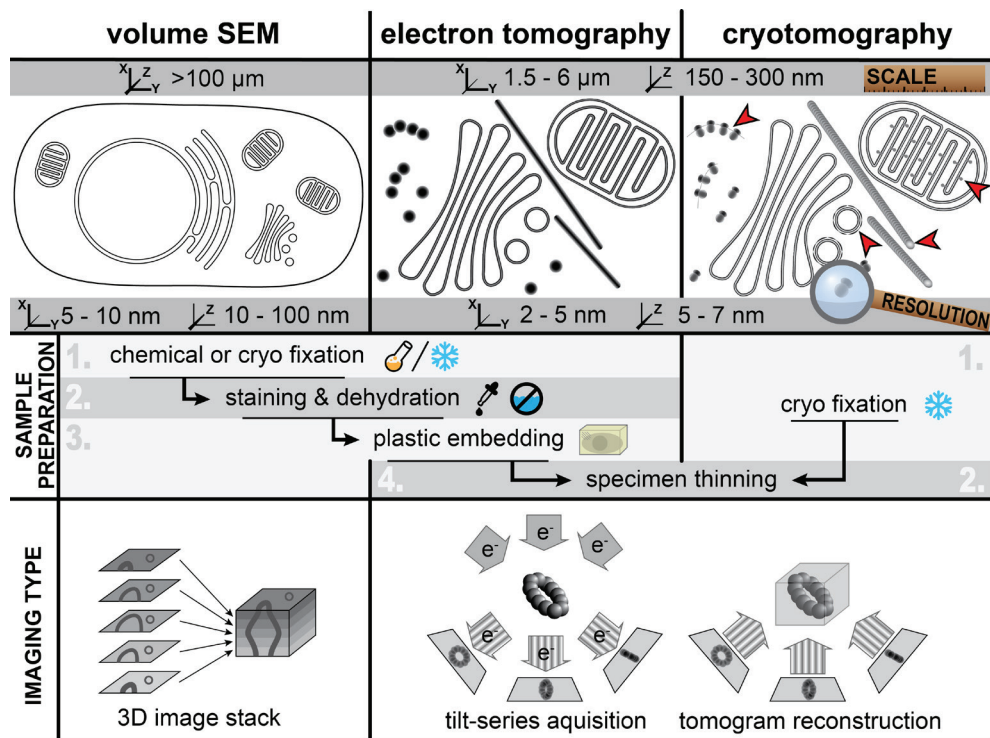 volume SEM
electron tomography
cryotomography
X Z Y >100 µm
X Y 1.5 - 6 µm
Z 150 - 300 nm
SCALE
X Y 5 - 10 nm
Z 10 - 100 nm
X Y 2 - 5 nm
Z 5 - 7 nm
RESOLUTION
SAMPLE
PREPARATION
1. chemical or cryo fixation /
2. staining & dehydration
3. plastic embedding
4. specimen thinning
1.
cryo fixation
2.
IMAGING TYPE
3D image stack
e-
e-
e-
e-
e-
e-
tilt-series aquisition
tomogram reconstruction